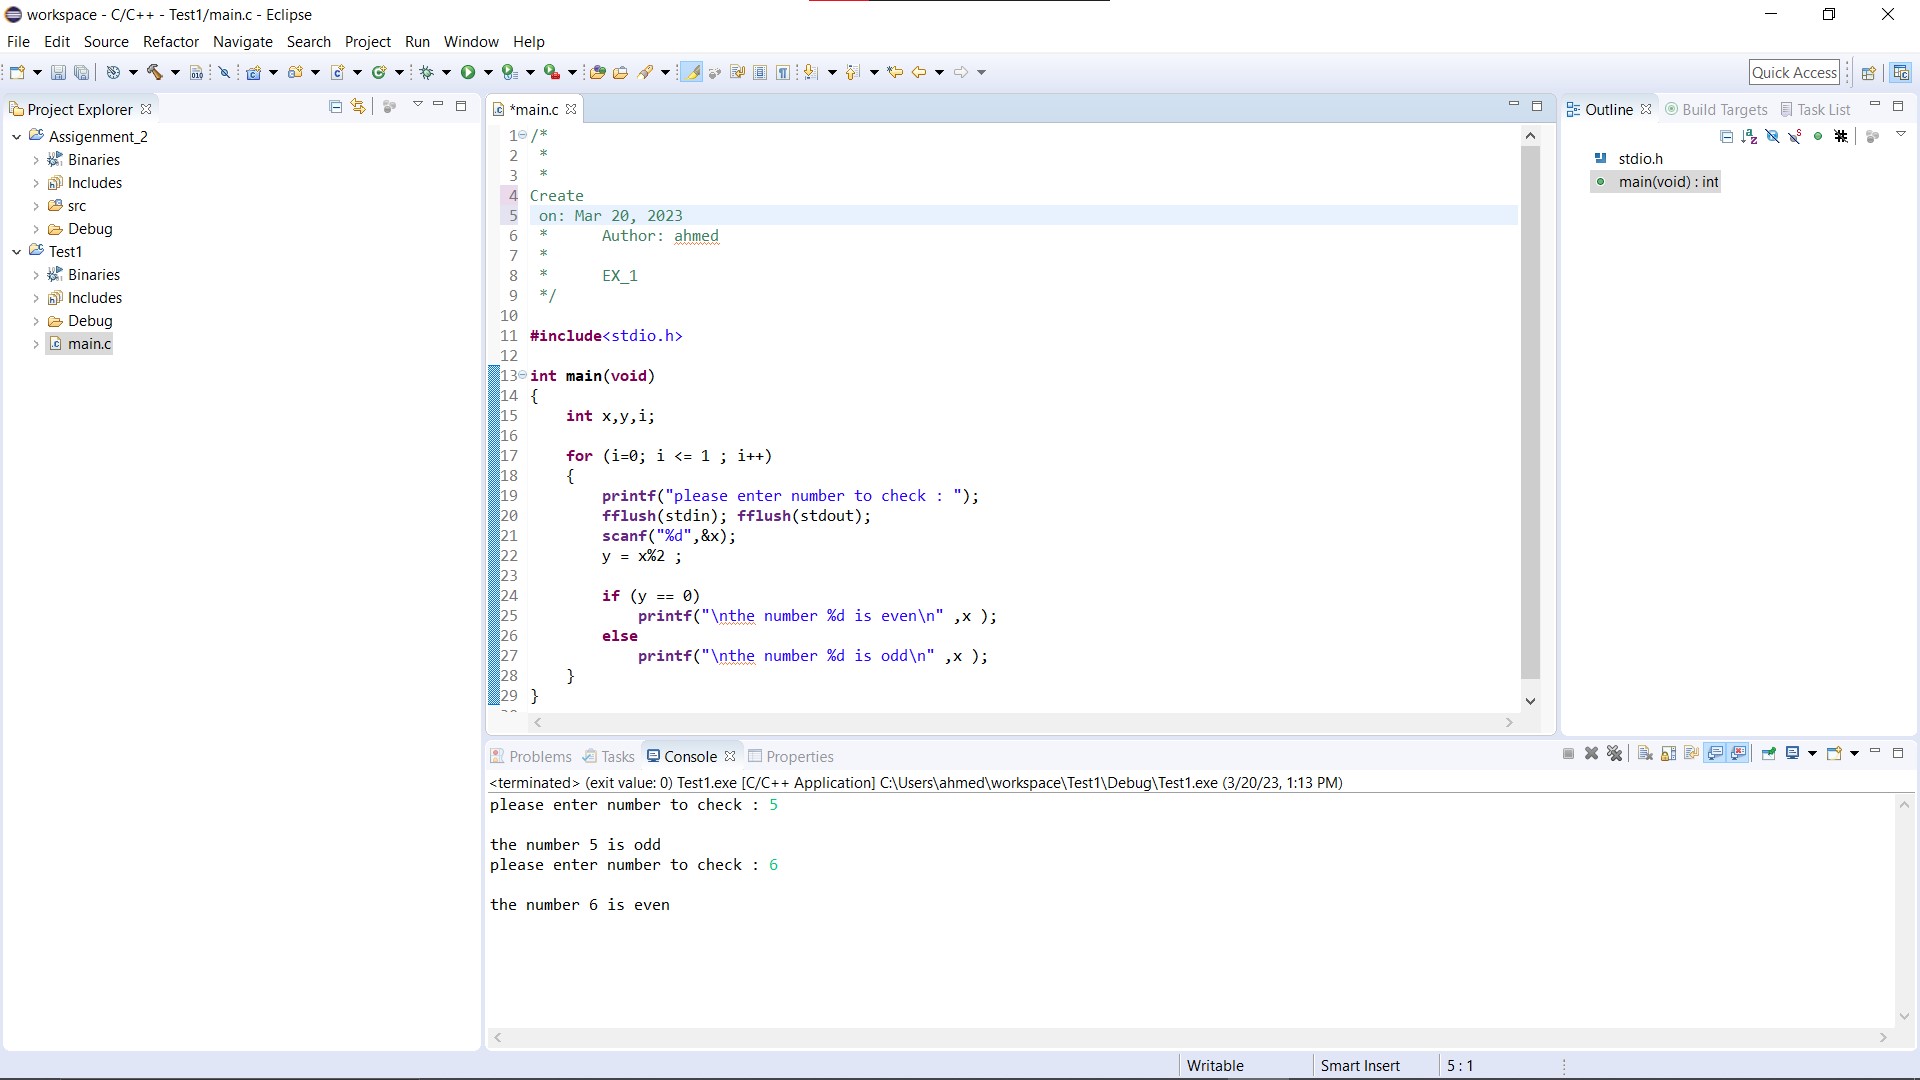 workspace - C/C++ - Test1/main.c - Eclipse
File Edit Source Refactor Navigate Search Project Run Window Help
Quick Access
Project Explorer
Assigenment_2
Binaries
Includes
src
Debug
Test1
Binaries
Includes
Debug
main.c
*main.c
1 /*
2  *
3  *
4 Create
5  on: Mar 20, 2023
6  *      Author: ahmed
7  *
8  *      EX_1
9  */
10
11 #include<stdio.h>
12
13 int main(void)
14 {
15     int x,y,i;
16
17     for (i=0; i <= 1 ; i++)
18     {
19         printf("please enter number to check : ");
20         fflush(stdin); fflush(stdout);
21         scanf("%d",&x);
22         y = x%2 ;
23
24         if (y == 0)
25             printf("\nthe number %d is even\n" ,x );
26         else
27             printf("\nthe number %d is odd\n" ,x );
28     }
29 }
Outline Build Targets Task List
stdio.h
main(void) : int
Problems Tasks Console Properties
<terminated> (exit value: 0) Test1.exe [C/C++ Application] C:\Users\ahmed\workspace\Test1\Debug\Test1.exe (3/20/23, 1:13 PM)
please enter number to check : 5
the number 5 is odd
please enter number to check : 6
the number 6 is even
Writable Smart Insert 5 : 1